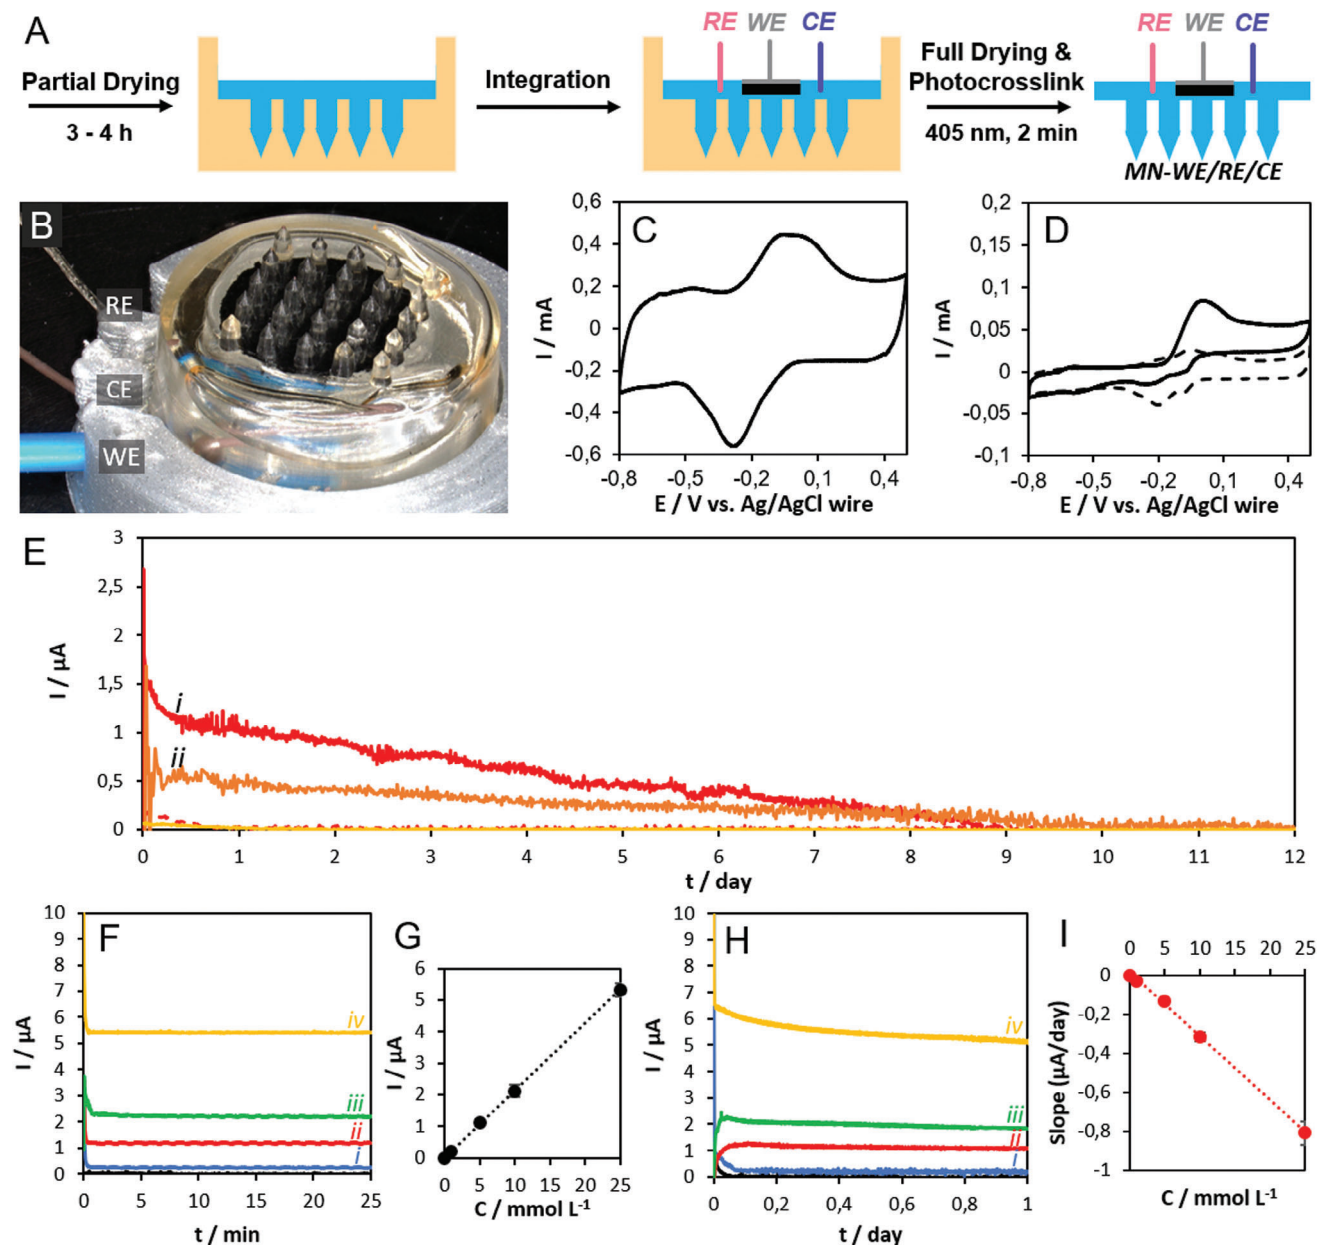 A
Partial Drying
3 - 4 h
Integration
RE WE CE
Full Drying &
Photocrosslink
405 nm, 2 min
RE WE CE
MN-WE/RE/CE
B
RE
CE
WE
C
I / mA
0,6
0,4
0,2
0
-0,2
-0,4
-0,6
-0,8 -0,5 -0,2 0,1 0,4
E / V vs. Ag/AgCl wire
D
I / mA
0,2
0,15
0,1
0,05
0
-0,05
-0,1
-0,8 -0,5 -0,2 0,1 0,4
E / V vs. Ag/AgCl wire
E
I / µA
3
2,5
2
1,5
1
0,5
0
i
ii
0 1 2 3 4 5 6 7 8 9 10 11 12
t / day
F
I / µA
10
9
8
7
6
5
4
3
2
1
0
iv
iii
ii
i
0 5 10 15 20 25
t / min
G
I / µA
6
5
4
3
2
1
0
0 5 10 15 20 25
C / mmol L-1
H
I / µA
10
9
8
7
6
5
4
3
2
1
0
iv
iii
ii
i
0 0,2 0,4 0,6 0,8 1
t / day
I
0 5 10 15 20 25
Slope (µA/day)
0
-0,2
-0,4
-0,6
-0,8
-1
C / mmol L-1